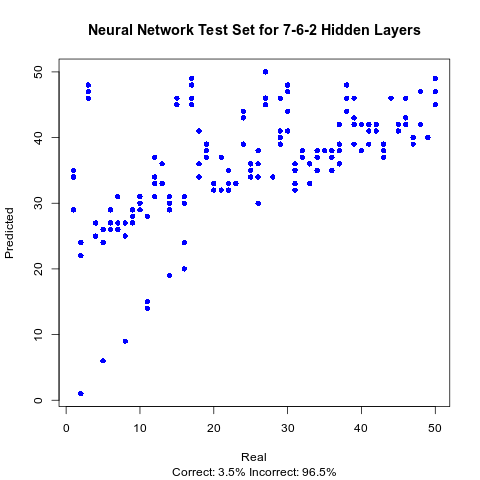 Neural Network Test Set for 7-6-2 Hidden Layers
Predicted
50
40
30
20
10
0
0 10 20 30 40 50
Real
Correct: 3.5% Incorrect: 96.5%